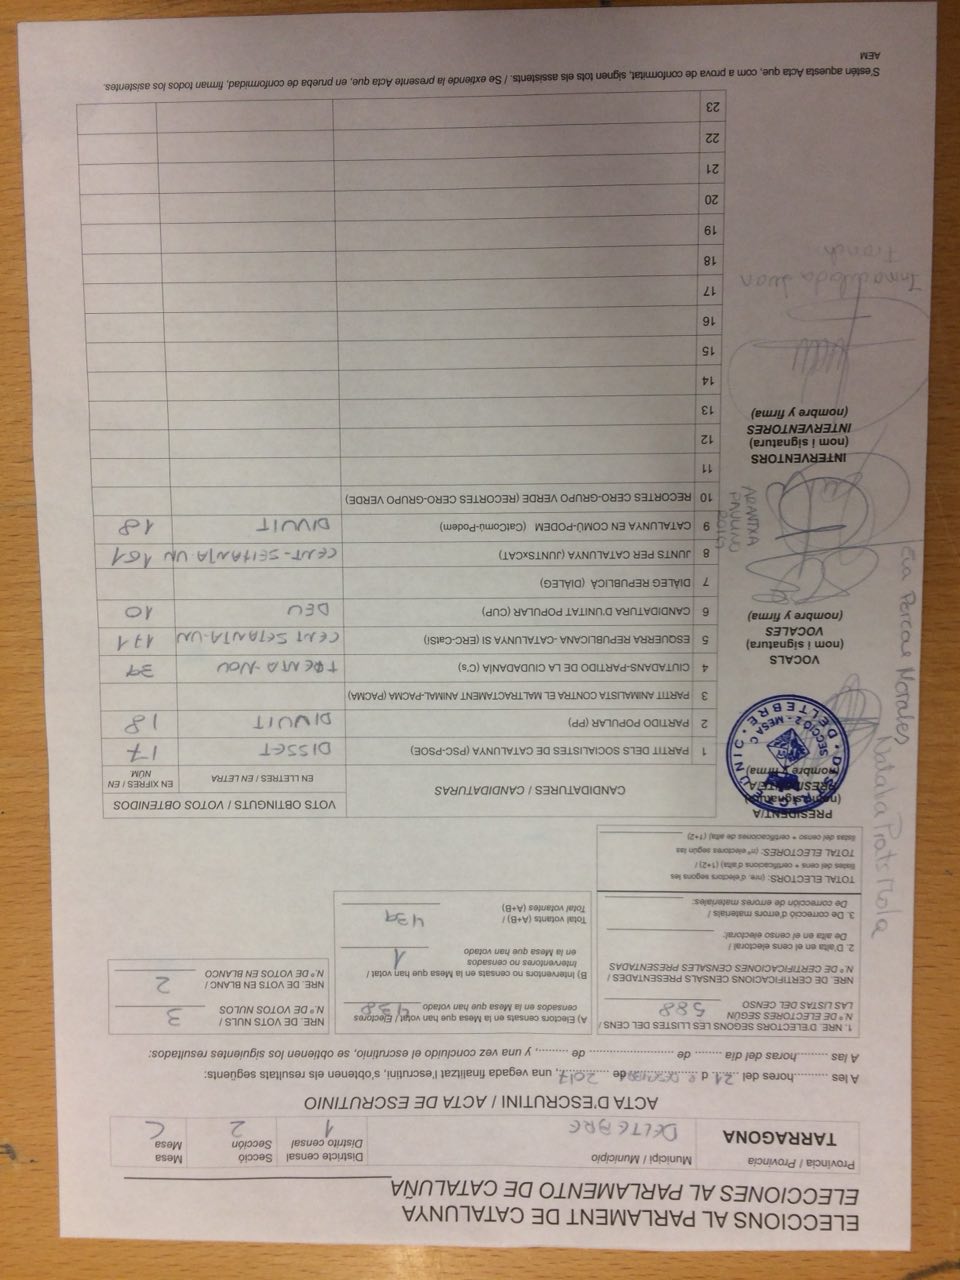 ELECCIONS AL PARLAMENT DE CATALUNYA
ELECCIONES AL PARLAMENTO DE CATALUÑA
Província / Provincia Municipi / Municipio Districte censal Secció Mesa
Distrito censal Sección Mesa
TARRAGONA DELTEBRE 1 2 C
ACTA D'ESCRUTINI / ACTA DE ESCRUTINIO
A les ..........hores del 21 d DESEMBRE de 2017, una vegada finalitzat l'escrutini, s'obtenen els resultats següents:
A las ..........horas del día ........ de .......................... de ........., y una vez concluido el escrutinio, se obtienen los siguientes resultados:
1. NRE. D'ELECTORS SEGONS LES LLISTES DEL CENS /
N.º DE ELECTORES SEGÚN
LAS LISTAS DEL CENSO 588
NRE. DE CERTIFICACIONS CENSALS PRESENTADES /
N.º DE CERTIFICACIONES CENSALES PRESENTADAS
2. D'alta en el cens electoral /
De alta en el censo electoral:
3. De correcció d'errors materials /
De corrección de errores materiales:
TOTAL ELECTORS: (nre. d'electors segons les
llistes del cens + certificacions d'alta) (1+2) /
TOTAL ELECTORES: (nº electores según las
listas del censo + certificaciones de alta) (1+2)
A) Electors censats en la Mesa que han votat / Electores
censados en la Mesa que han votado 438
B) Interventors no censats en la Mesa que han votat /
Interventores no censados
en la Mesa que han votado 1
Total votants (A+B) /
Total votantes (A+B) 439
NRE. DE VOTS NULS /
N.º DE VOTOS NULOS 3
NRE. DE VOTS EN BLANC /
N.º DE VOTOS EN BLANCO 2
PRESIDENT/A
(nom i signatura)
PRESIDENTE/A
(nombre y firma)
DISTRICTE ÚNIC · DELTEBRE ·
SECCIÓ 2 - MESA C
Natalia Prats Mola
VOCALS
(nom i signatura)
VOCALES
(nombre y firma)
Eva Porcar Morales
ARANTXA
INTERVENTORS
(nom i signatura)
INTERVENTORES
(nombre y firma)
Inmaculada Juan
Franch
CANDIDATURES / CANDIDATURAS VOTS OBTINGUTS / VOTOS OBTENIDOS
EN LLETRES / EN LETRA EN XIFRES / EN NÚM
1 PARTIT DELS SOCIALISTES DE CATALUNYA (PSC-PSOE) DISSET 17
2 PARTIDO POPULAR (PP) DIVUIT 18
3 PARTIT ANIMALISTA CONTRA EL MALTRACTAMENT ANIMAL-PACMA (PACMA)
4 CIUTADANS-PARTIDO DE LA CIUDADANÍA (C's) TRENTA-NOU 39
5 ESQUERRA REPUBLICANA -CATALUNYA SÍ (ERC-CatSí) CENT SETANTA-UN 171
6 CANDIDATURA D'UNITAT POPULAR (CUP) DEU 10
7 DIÀLEG REPUBLICÀ (DIÀLEG)
8 JUNTS PER CATALUNYA (JUNTSxCAT) CENT-SEIXANTA UN 161
9 CATALUNYA EN COMÚ-PODEM (CatComú-Podem) DIVUIT 18
10 RECORTES CERO-GRUPO VERDE (RECORTES CERO-GRUPO VERDE)
11
12
13
14
15
16
17
18
19
20
21
22
23
S'estén aquesta Acta que, com a prova de conformitat, signen tots els assistents. / Se extiende la presente Acta que, en prueba de conformidad, firman todos los asistentes.
AEM